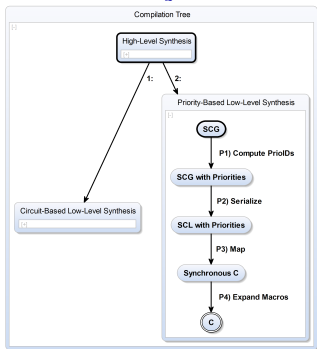 Compilation Tree
[-]
High-Level Synthesis
[+]
1:
2:
Priority-Based Low-Level Synthesis
[-]
SCG
P1) Compute PrioIDs
SCG with Priorities
P2) Serialize
Circuit-Based Low-Level Synthesis
[+]
SCL with Priorities
P3) Map
Synchronous C
P4) Expand Macros
C